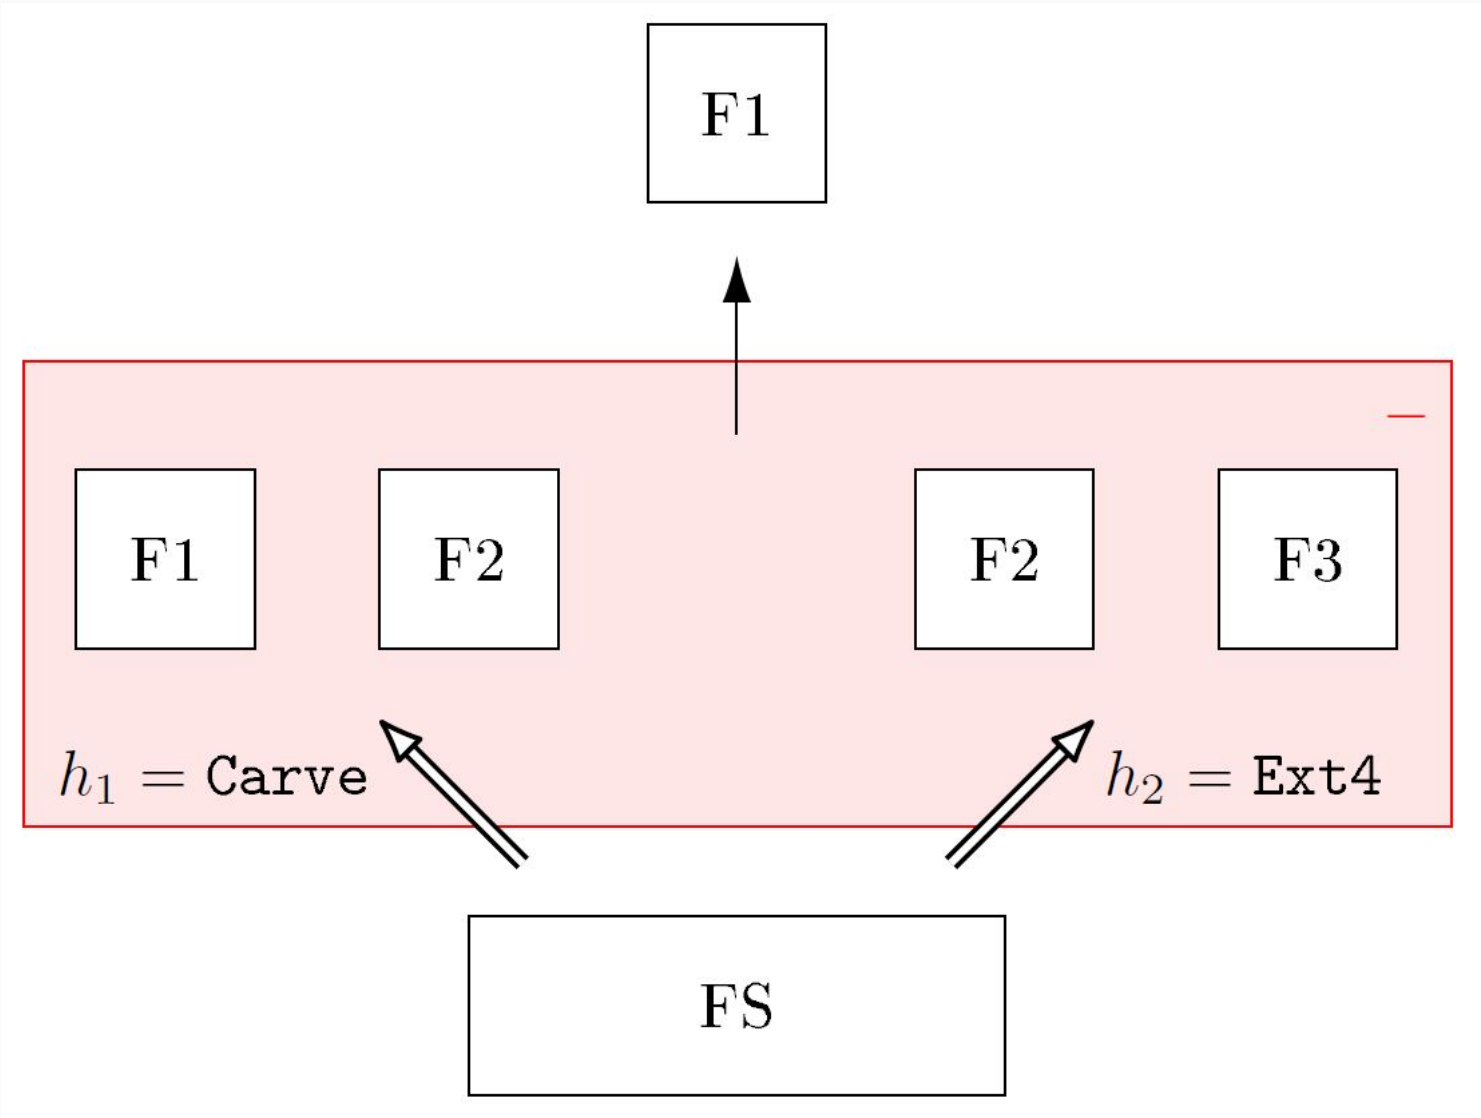 F1
−
F1 F2 F2 F3
h₁ = Carve h₂ = Ext4
FS